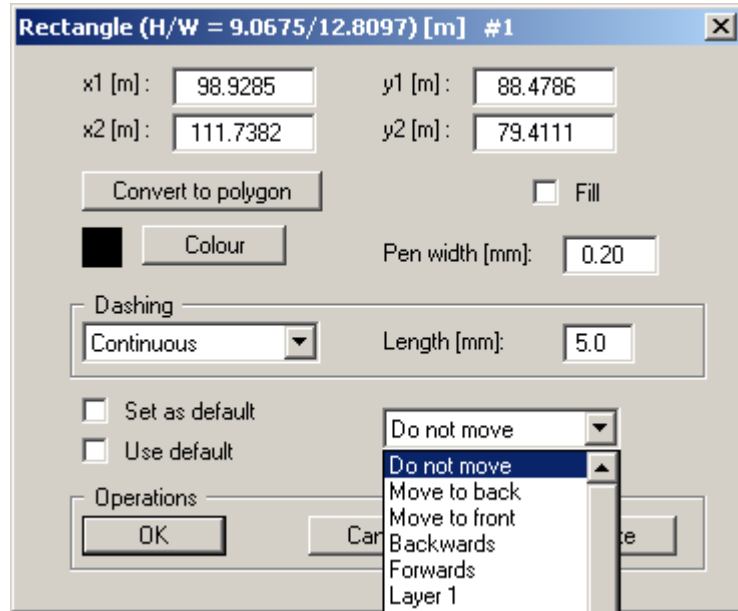 Rectangle (H/W = 9.0675/12.8097) [m] #1
x1 [m] : 98.9285 y1 [m] : 88.4786
x2 [m] : 111.7382 y2 [m] : 79.4111
Convert to polygon Fill
Colour Pen width [mm]: 0.20
Dashing
Continuous Length [mm]: 5.0
Set as default
Do not move
Use default
Do not move
Move to back
Operations
Move to front
OK
Backwards
Forwards
Layer 1